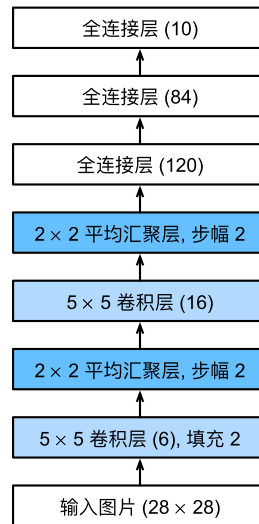 全连接层 (10)
全连接层 (84)
全连接层 (120)
2 × 2 平均汇聚层, 步幅 2
5 × 5 卷积层 (16)
2 × 2 平均汇聚层, 步幅 2
5 × 5 卷积层 (6), 填充 2
输入图片 (28 × 28)